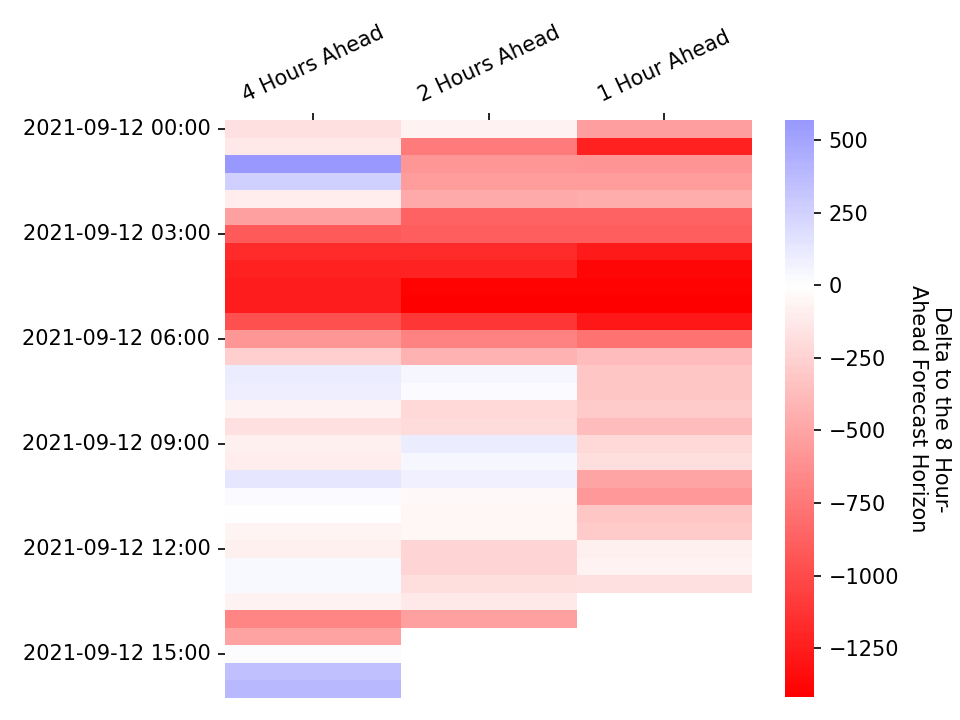 4 Hours Ahead
2 Hours Ahead
1 Hour Ahead
2021-09-12 00:00
2021-09-12 03:00
2021-09-12 06:00
2021-09-12 09:00
2021-09-12 12:00
2021-09-12 15:00
500
250
0
−250
−500
−750
−1000
−1250
Delta to the 8 Hour-
Ahead Forecast Horizon